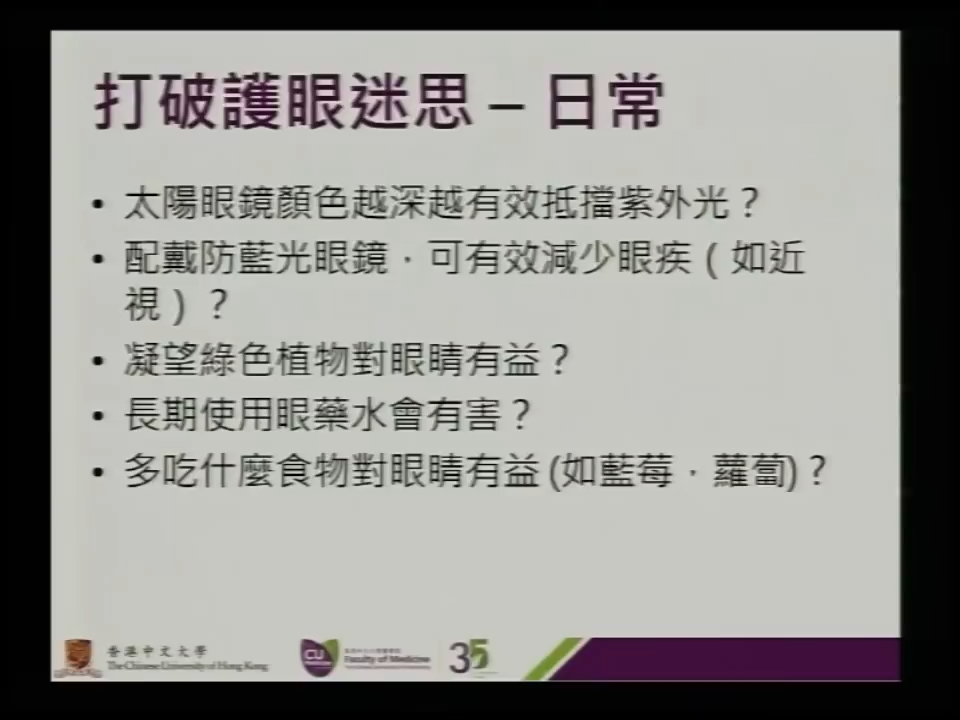 打破護眼迷思 – 日常
• 太陽眼鏡顏色越深越有效抵擋紫外光？
• 配戴防藍光眼鏡，可有效減少眼疾（如近
視）？
• 凝望綠色植物對眼睛有益？
• 長期使用眼藥水會有害？
• 多吃什麼食物對眼睛有益 (如藍莓，蘿蔔)？
香港中文大學
The Chinese University of Hong Kong
CU
Faculty of Medicine
35